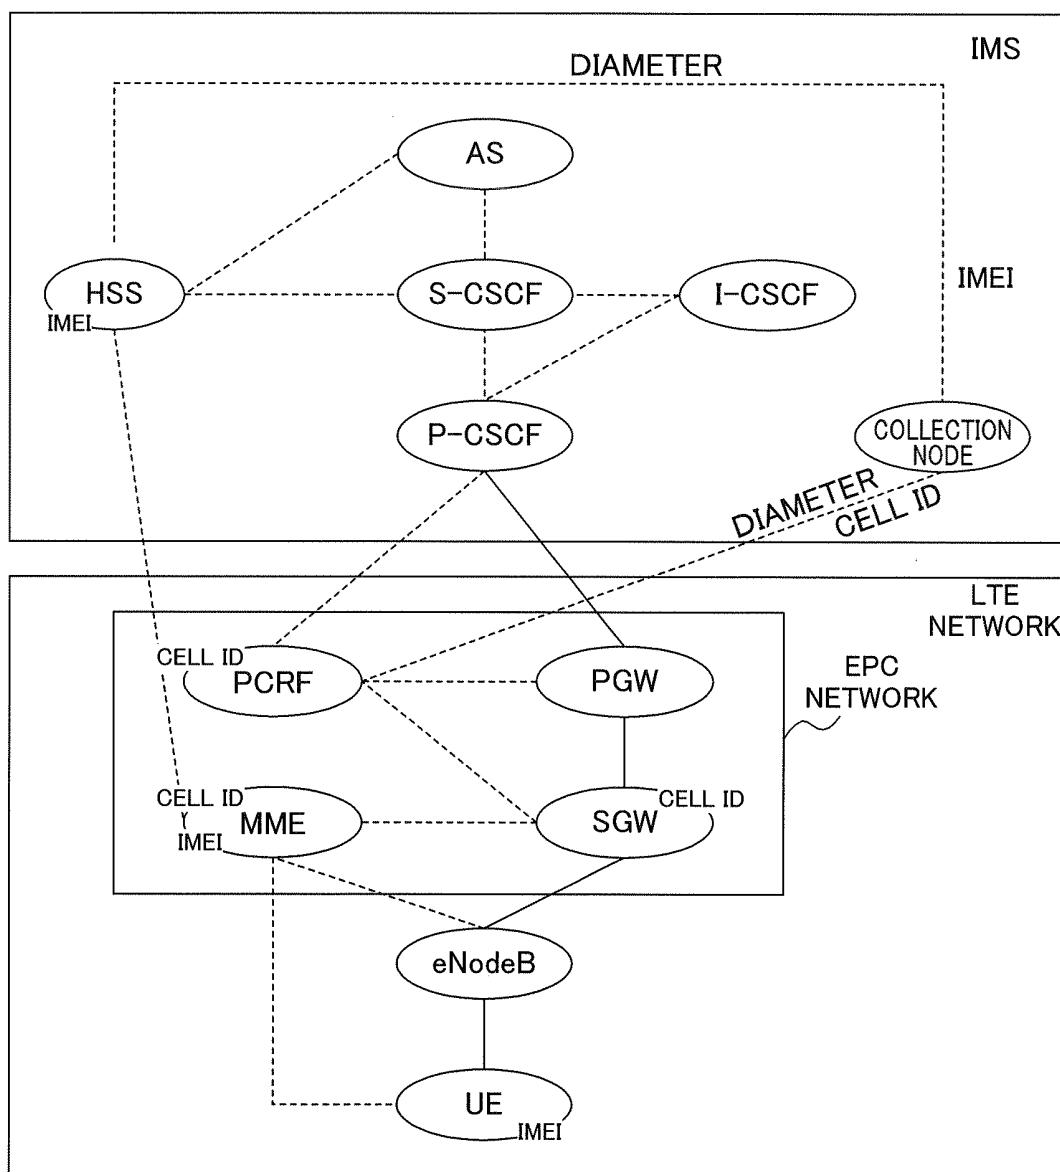 IMS
DIAMETER
AS
HSS
IMEI
S-CSCF
I-CSCF
IMEI
P-CSCF
COLLECTION
NODE
DIAMETER
CELL ID
LTE
NETWORK
CELL ID
PCRF
PGW
EPC
NETWORK
CELL ID
MME
IMEI
CELL ID
SGW
eNodeB
UE
IMEI